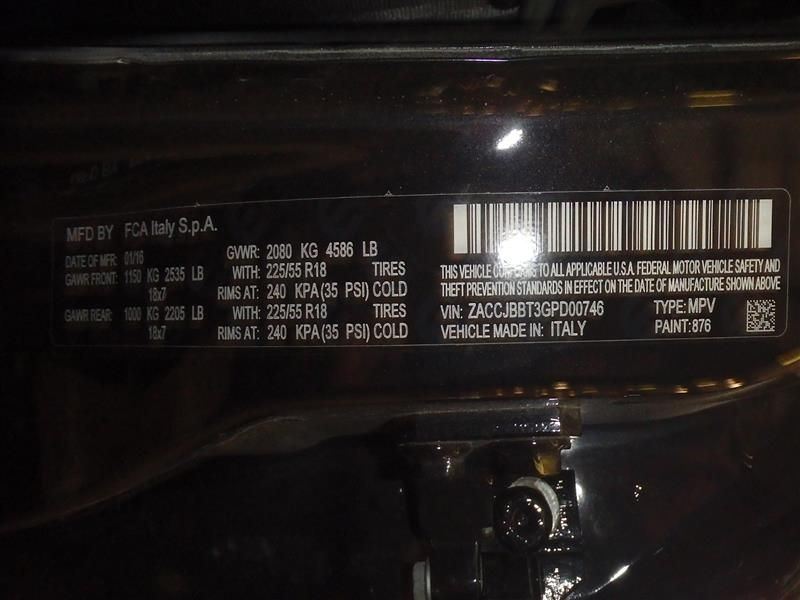 MFD BY FCA Italy S.p.A.
DATE OF MFR: 01/16 GVWR: 2080 KG 4586 LB
GAWR FRONT: 1150 KG 2535 LB WITH: 225/55 R18 TIRES
18x7 RIMS AT: 240 KPA (35 PSI) COLD
GAWR REAR: 1000 KG 2205 LB WITH: 225/55 R18 TIRES
18x7 RIMS AT: 240 KPA (35 PSI) COLD
THIS VEHICLE CONFORMS TO ALL APPLICABLE U.S.A. FEDERAL MOTOR VEHICLE SAFETY AND
THEFT PREVENTION STANDARDS IN EFFECT ON THE DATE OF MANUFACTURE SHOWN ABOVE
VIN: ZACCJBBT3GPD00746 TYPE: MPV
VEHICLE MADE IN: ITALY PAINT: 876